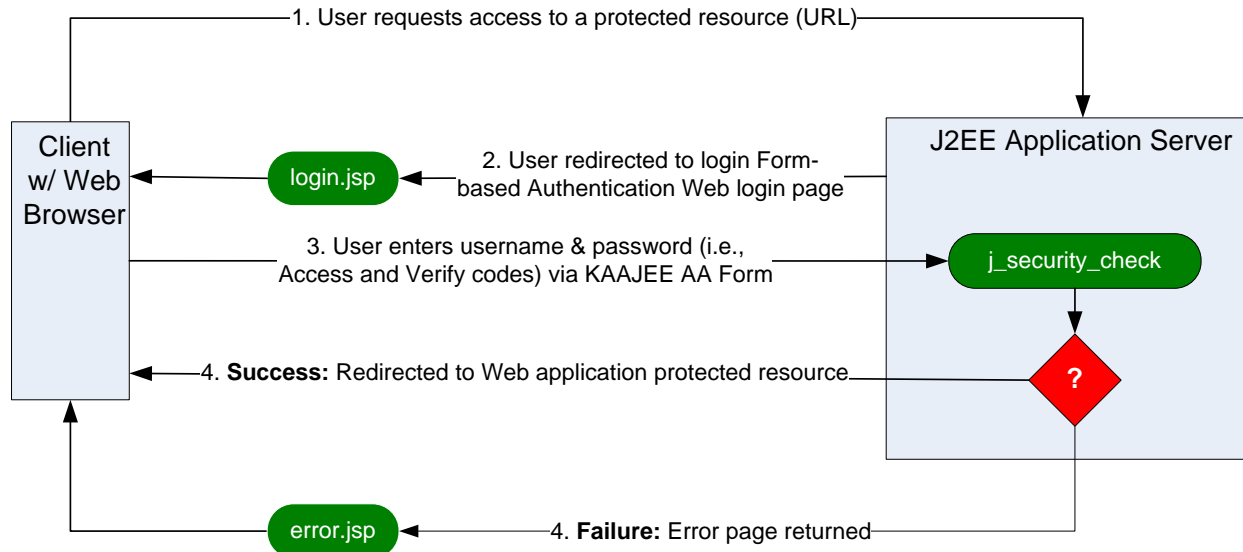 1. User requests access to a protected resource (URL)
Client
w/ Web
Browser
J2EE Application Server
login.jsp
2. User redirected to login Form-
based Authentication Web login page
3. User enters username & password (i.e.,
Access and Verify codes) via KAAJEE AA Form
j_security_check
4. Success: Redirected to Web application protected resource
?
error.jsp
4. Failure: Error page returned